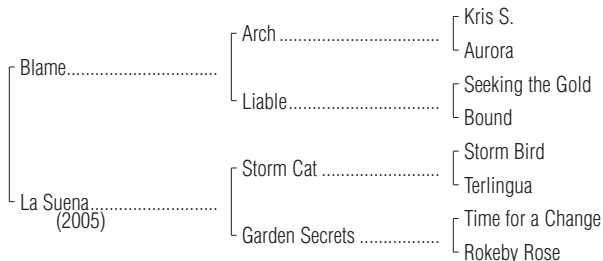 Kris S.
Arch ..................................
Aurora
Blame................................
Seeking the Gold
Liable................................
Bound
Storm Bird
Storm Cat .........................
Terlingua
La Suena...........................
(2005)
Time for a Change
Garden Secrets .................
Rokeby Rose